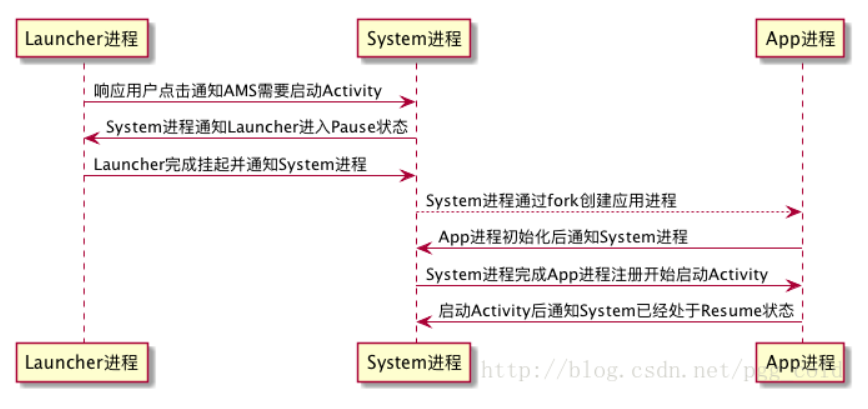 Launcher进程
System进程
App进程
响应用户点击通知AMS需要启动Activity
System进程通知Launcher进入Pause状态
Launcher完成挂起并通知System进程
System进程通过fork创建应用进程
App进程初始化后通知System进程
System进程完成App进程注册开始启动Activity
启动Activity后通知System已经处于Resume状态
Launcher进程
System进程
App进程
http://blog.csdn.net/pgg_cold